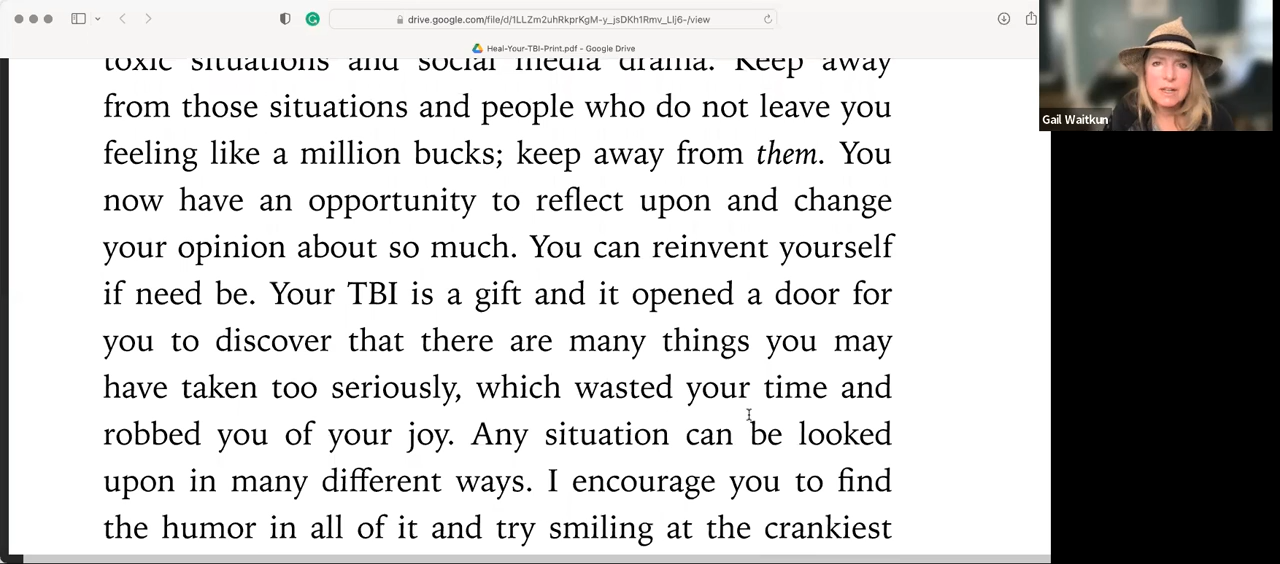 drive.google.com/file/d/1LLZm2uhRkprKgM-y_jsDKh1Rmv_LIj6-/view
Heal-Your-TBI-Print.pdf - Google Drive
Gail Waitkun
toxic situations and social media drama. Keep away
from those situations and people who do not leave you
feeling like a million bucks; keep away from them. You
now have an opportunity to reflect upon and change
your opinion about so much. You can reinvent yourself
if need be. Your TBI is a gift and it opened a door for
you to discover that there are many things you may
have taken too seriously, which wasted your time and
robbed you of your joy. Any situation can be looked
upon in many different ways. I encourage you to find
the humor in all of it and try smiling at the crankiest